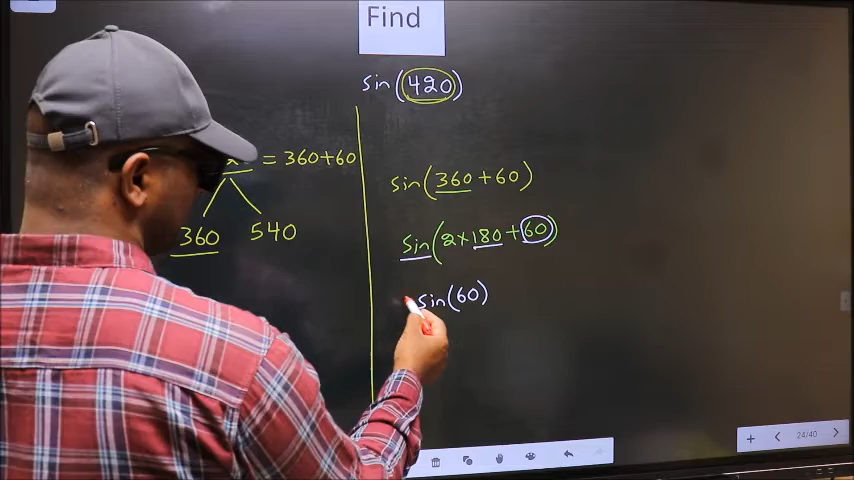 Find
sin(420)
= 360+60
360 540
sin(360+60)
sin(2×180+60)
sin(60)
24/40